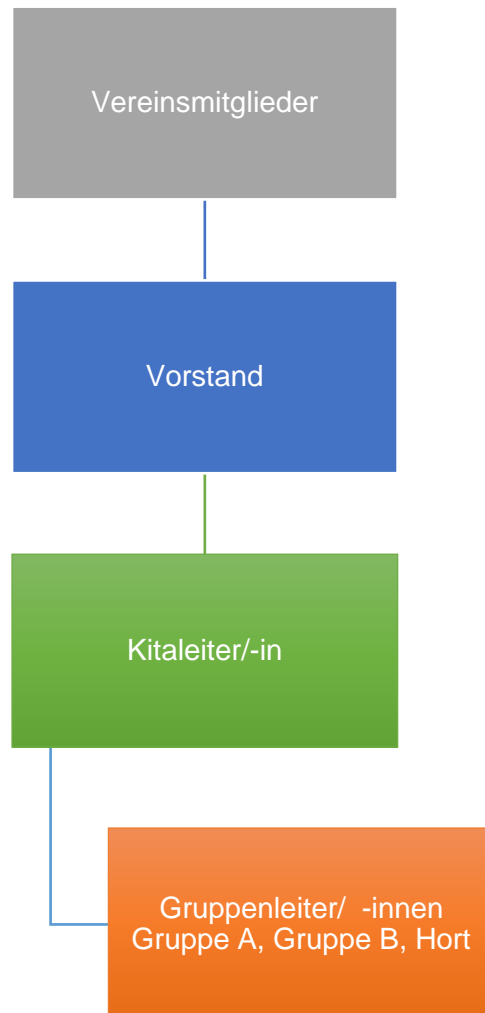 Vereinsmitglieder
Vorstand
Kitaleiter/-in
Gruppenleiter/ -innen
Gruppe A, Gruppe B, Hort